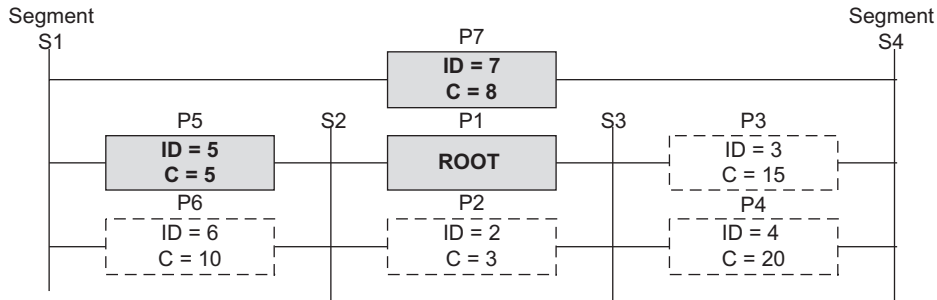 Segment
S1
Segment
S4
P7
ID = 7
C = 8
P5
S2
P1
S3
P3
ID = 5
C = 5
ROOT
ID = 3
C = 15
P6
P2
P4
ID = 6
C = 10
ID = 2
C = 3
ID = 4
C = 20